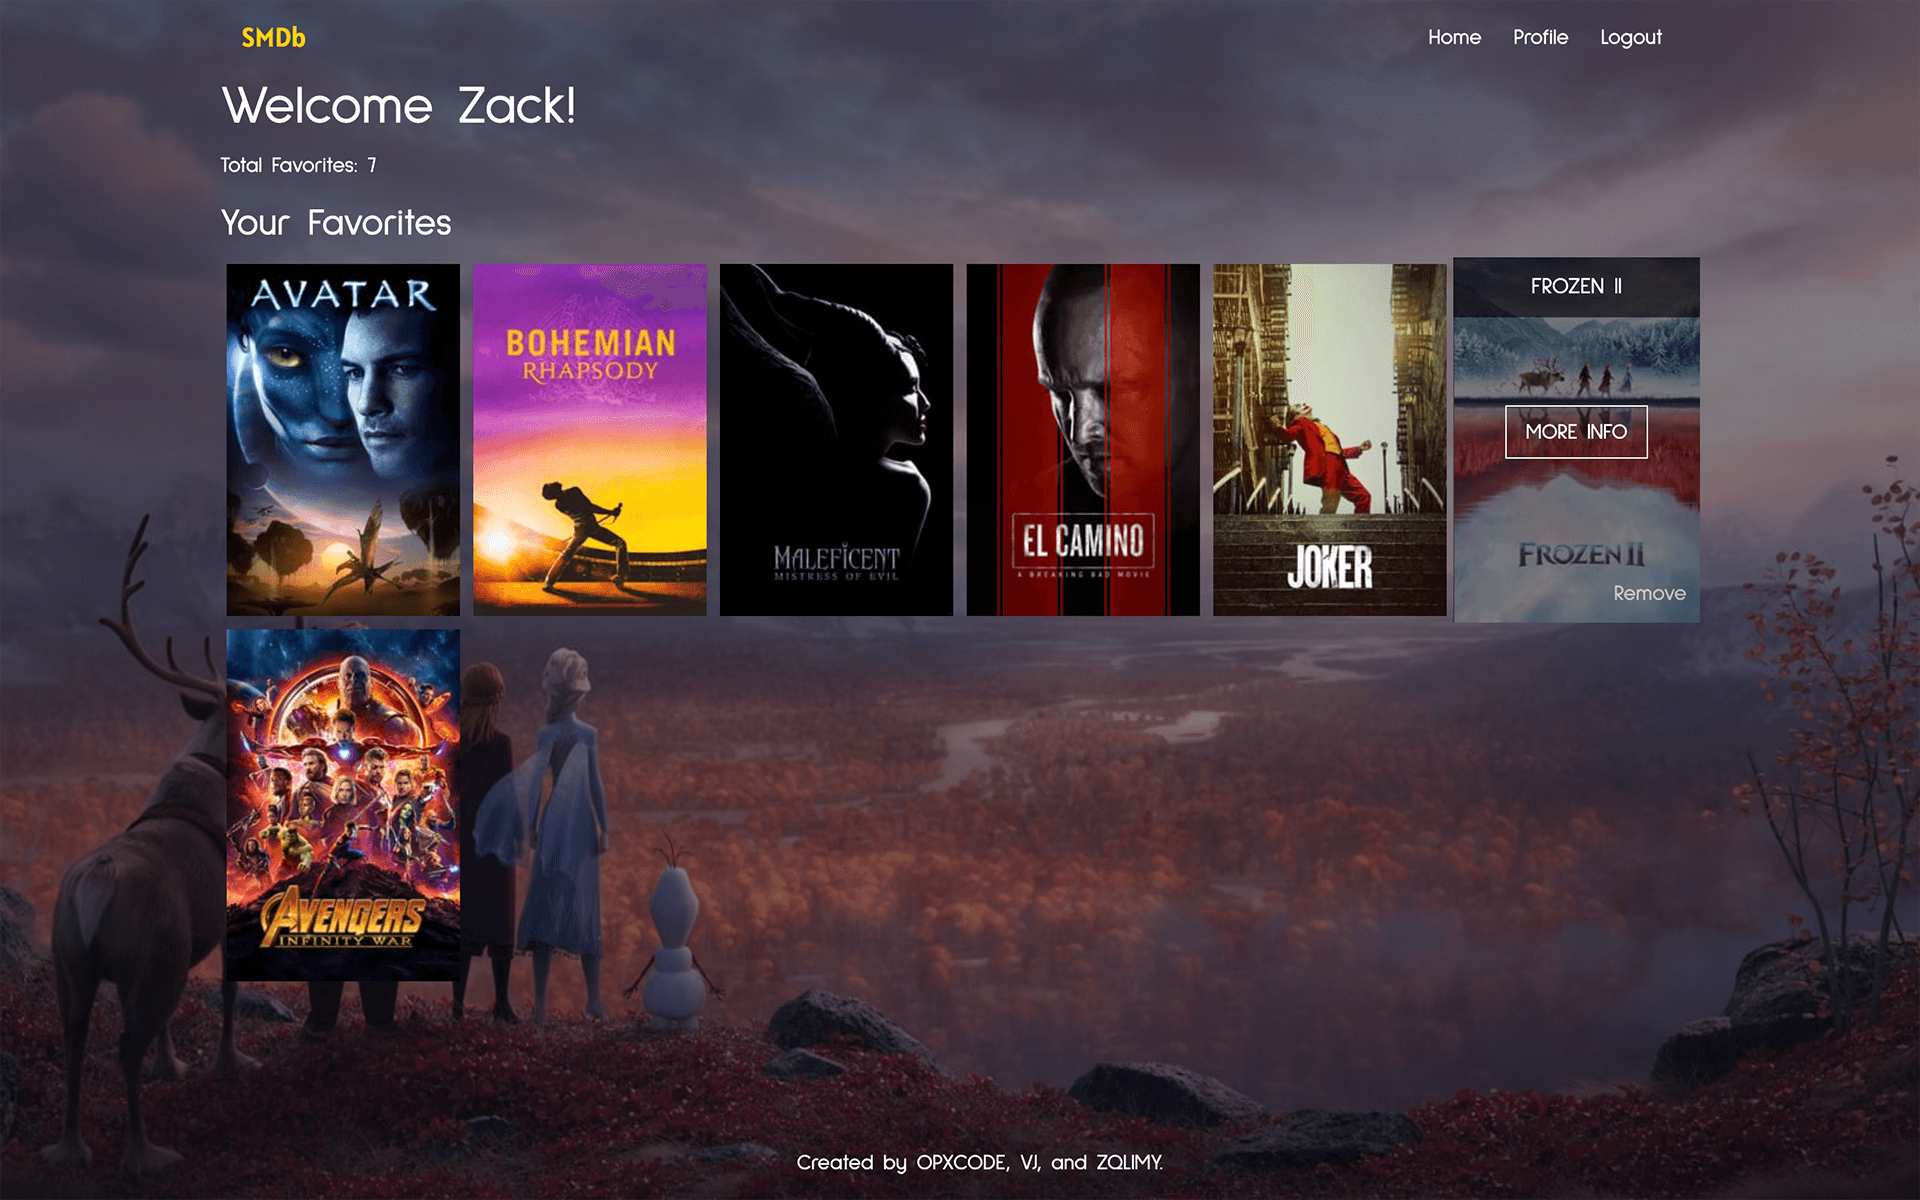 SMDb
Home Profile Logout
Welcome Zack!
Total Favorites: 7
Your Favorites
AVATAR
BOHEMIAN
RHAPSODY
MALEFICENT
MISTRESS OF EVIL
EL CAMINO
A BREAKING BAD MOVIE
JOKER
FROZEN II
MORE INFO
FROZEN II
Remove
AVENGERS
INFINITY WAR
Created by OPXCODE, VJ, and ZQLIMY.